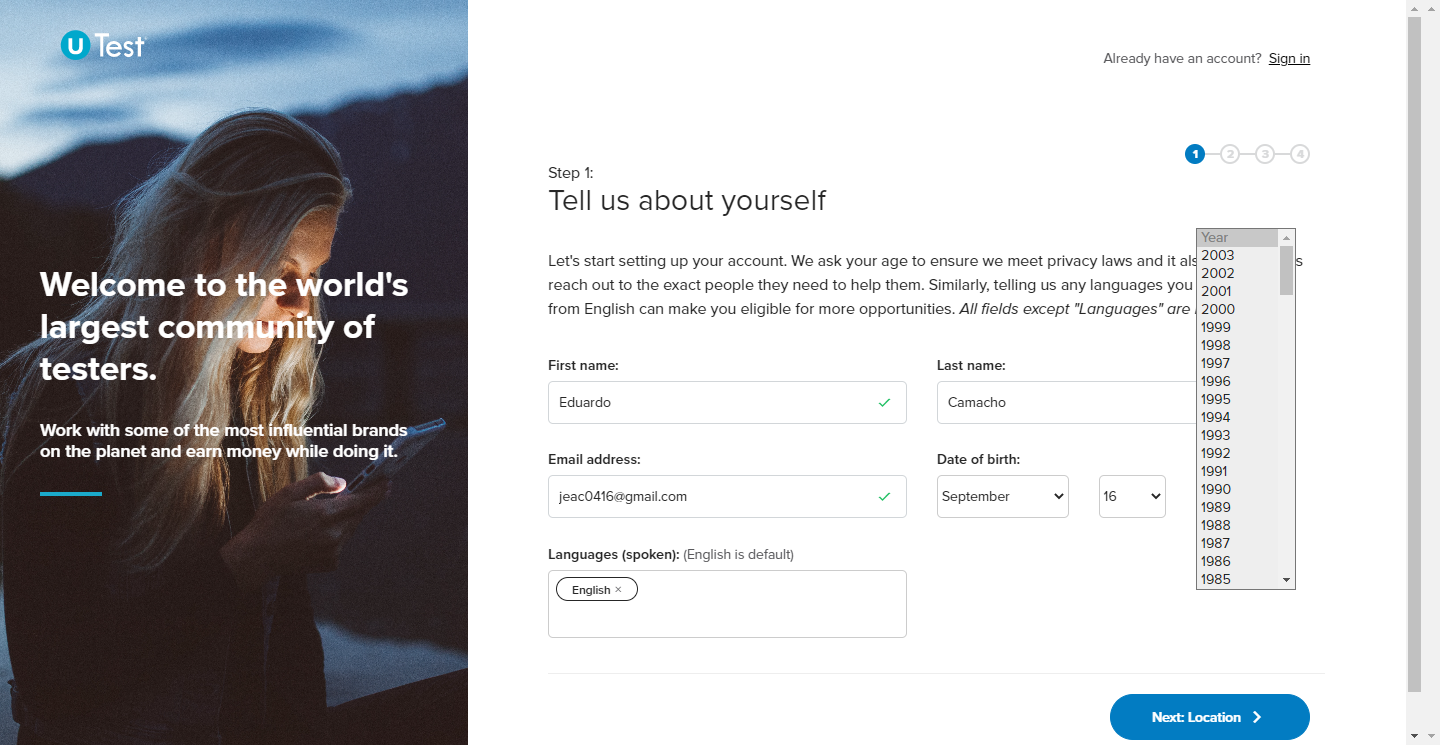 uTest
Welcome to the world's
largest community of
testers.
Work with some of the most influential brands
on the planet and earn money while doing it.
Already have an account? Sign in
1 2 3 4
Step 1:
Tell us about yourself
Let's start setting up your account. We ask your age to ensure we meet privacy laws and it als s
reach out to the exact people they need to help them. Similarly, telling us any languages you
from English can make you eligible for more opportunities. All fields except "Languages" are
First name:
Eduardo
Last name:
Camacho
Email address:
jeac0416@gmail.com
Date of birth:
September
16
Year
2003
2002
2001
2000
1999
1998
1997
1996
1995
1994
1993
1992
1991
1990
1989
1988
1987
1986
1985
Languages (spoken): (English is default)
English ×
Next: Location